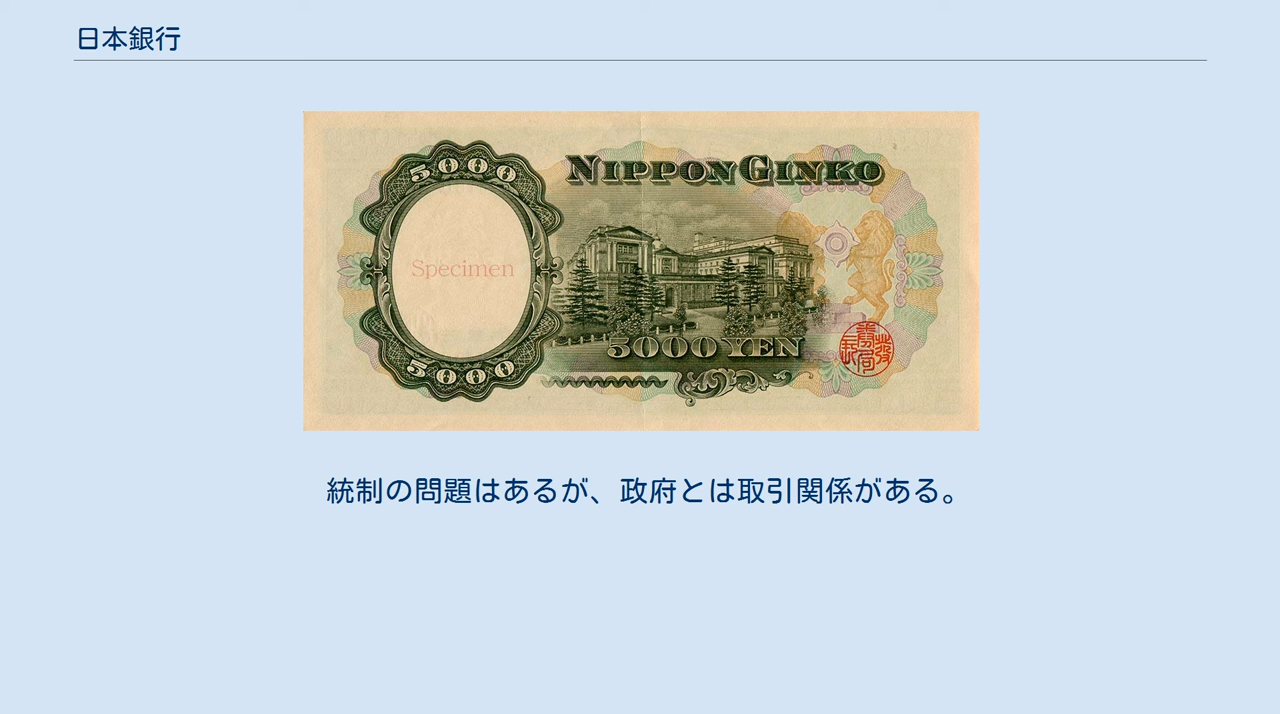 日本銀行
5000
NIPPON GINKO
Specimen
5000 YEN
5000
統制の問題はあるが、政府とは取引関係がある。